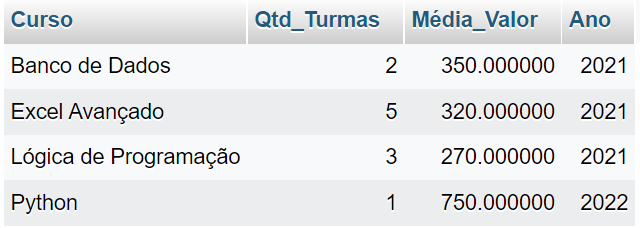 Curso Qtd_Turmas Média_Valor Ano
Banco de Dados 2 350.000000 2021
Excel Avançado 5 320.000000 2021
Lógica de Programação 3 270.000000 2021
Python 1 750.000000 2022